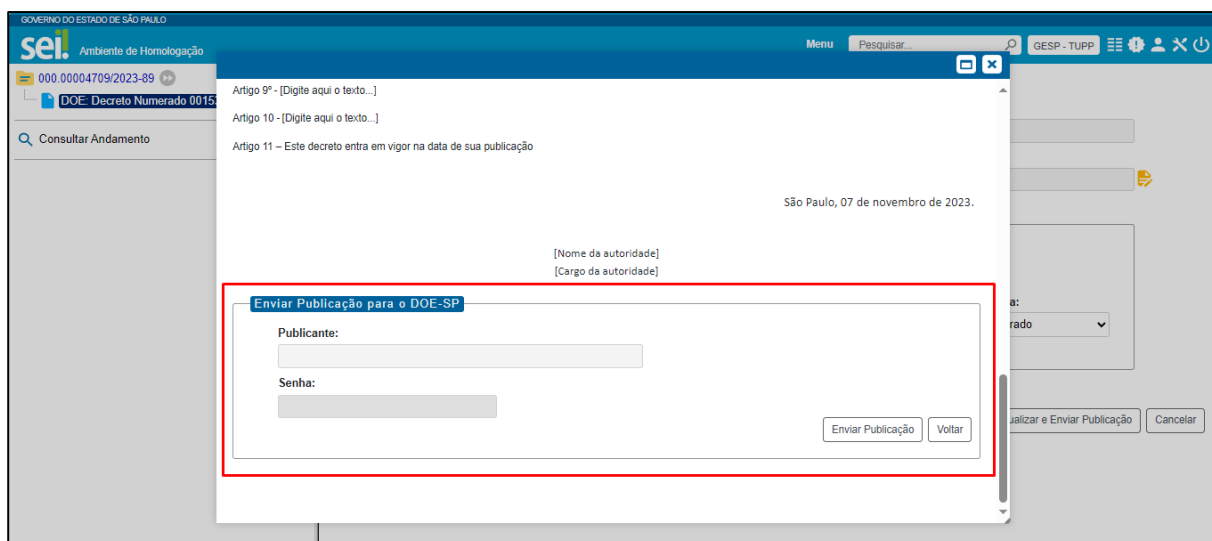 GOVERNO DO ESTADO DE SÃO PAULO
sei. Ambiente de Homologação
Menu Pesquisar... GESP - TUPP
000.00004709/2023-89
DOE: Decreto Numerado 0015
Consultar Andamento
Artigo 9º - [Digite aqui o texto...]
Artigo 10 - [Digite aqui o texto...]
Artigo 11 – Este decreto entra em vigor na data de sua publicação
São Paulo, 07 de novembro de 2023.
[Nome da autoridade]
[Cargo da autoridade]
Enviar Publicação para o DOE-SP
Publicante:
Senha:
Enviar Publicação Voltar
a:
rado
ualizar e Enviar Publicação Cancelar